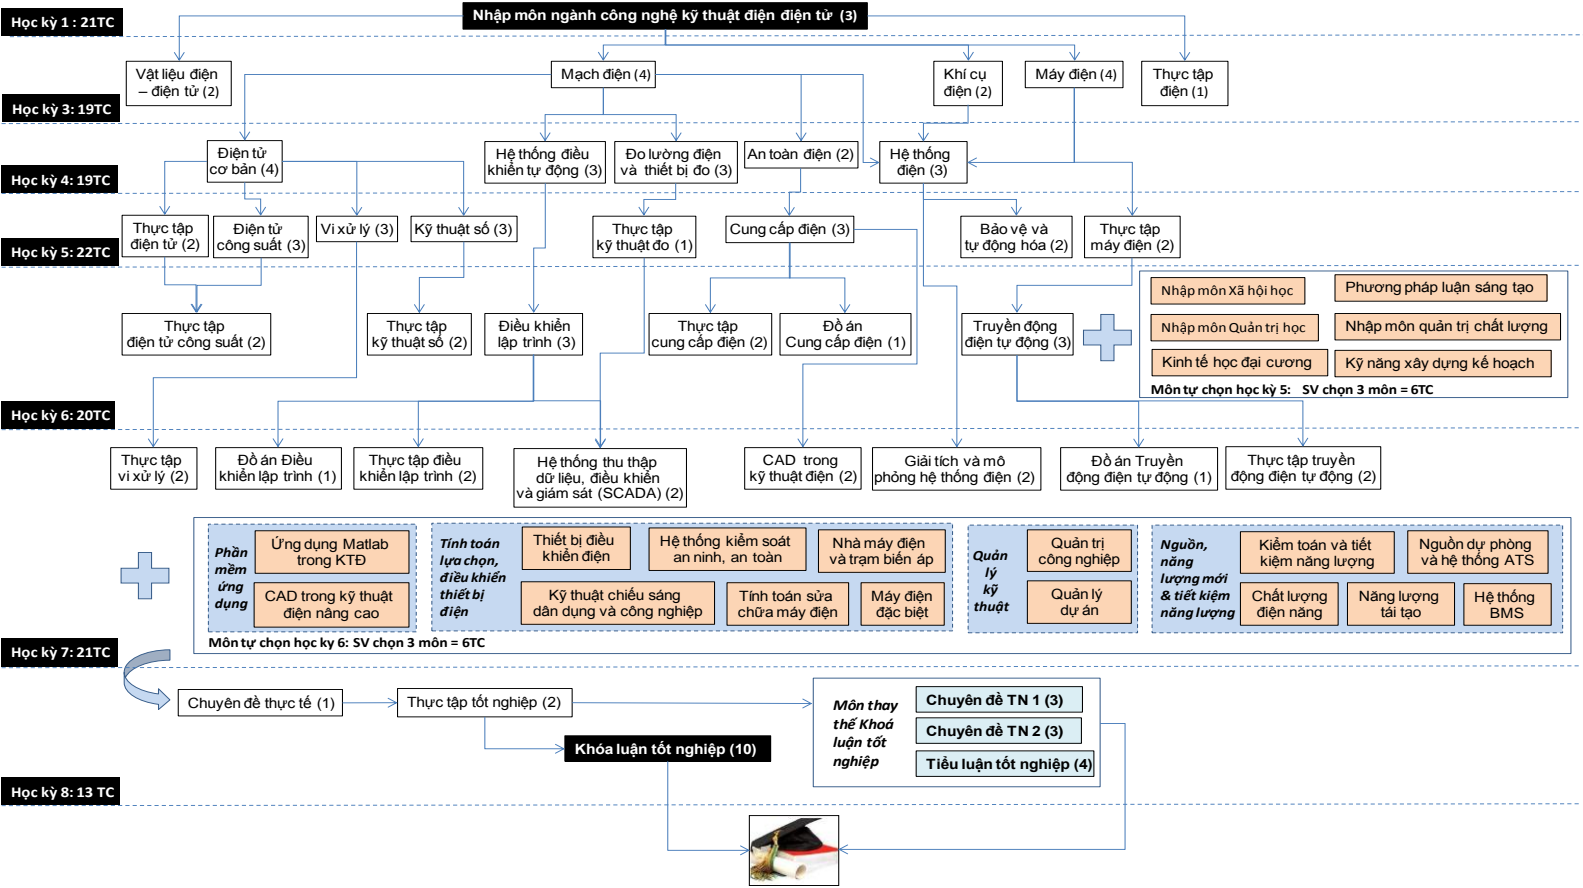 Học kỳ 1 : 21TC
Nhập môn ngành công nghệ kỹ thuật điện điện tử (3)
Vật liệu điện
– điện tử (2)
Mạch điện (4)
Khí cụ
điện (2)
Máy điện (4)
Thực tập
điện (1)
Học kỳ 3: 19TC
Điện tử
cơ bản (4)
Hệ thống điều
khiển tự động (3)
Đo lường điện
và thiết bị đo (3)
An toàn điện (2)
Hệ thống
điện (3)
Học kỳ 4: 19TC
Thực tập
điện tử (2)
Điện tử
công suất (3)
Vi xử lý (3)
Kỹ thuật số (3)
Thực tập
kỹ thuật đo (1)
Cung cấp điện (3)
Bảo vệ và
tự động hóa (2)
Thực tập
máy điện (2)
Học kỳ 5: 22TC
Thực tập
điện tử công suất (2)
Thực tập
kỹ thuật số (2)
Điều khiển
lập trình (3)
Thực tập
cung cấp điện (2)
Đồ án
Cung cấp điện (1)
Truyền động
điện tự động (3)
Nhập môn Xã hội học
Phương pháp luận sáng tạo
Nhập môn Quản trị học
Nhập môn quản trị chất lượng
Kinh tế học đại cương
Kỹ năng xây dựng kế hoạch
Môn tự chọn học kỳ 5: SV chọn 3 môn = 6TC
Học kỳ 6: 20TC
Thực tập
vi xử lý (2)
Đồ án Điều
khiển lập trình (1)
Thực tập điều
khiển lập trình (2)
Hệ thống thu thập
dữ liệu, điều khiển
và giám sát (SCADA) (2)
CAD trong
kỹ thuật điện (2)
Giải tích và mô
phỏng hệ thống điện (2)
Đồ án Truyền
động điện tự động (1)
Thực tập truyền
động điện tự động (2)
Phần
mềm
ứng
dụng
Ứng dụng Matlab
trong KTĐ
CAD trong kỹ thuật
điện nâng cao
Tính toán
lựa chọn,
điều khiển
thiết bị
điện
Thiết bị điều
khiển điện
Hệ thống kiểm soát
an ninh, an toàn
Nhà máy điện
và trạm biến áp
Kỹ thuật chiếu sáng
dân dụng và công nghiệp
Tính toán sửa
chữa máy điện
Máy điện
đặc biệt
Quản
lý
kỹ
thuật
Quản trị
công nghiệp
Quản lý
dự án
Nguồn,
năng
lượng mới
& tiết kiệm
năng lượng
Kiểm toán và tiết
kiệm năng lượng
Nguồn dự phòng
và hệ thống ATS
Chất lượng
điện năng
Năng lượng
tái tạo
Hệ thống
BMS
Môn tự chọn học ky 6: SV chọn 3 môn = 6TC
Học kỳ 7: 21TC
Chuyên đề thực tế (1)
Thực tập tốt nghiệp (2)
Môn thay
thế Khoá
luận tốt
nghiệp
Chuyên đề TN 1 (3)
Chuyên đề TN 2 (3)
Tiểu luận tốt nghiệp (4)
Khóa luận tốt nghiệp (10)
Học kỳ 8: 13 TC